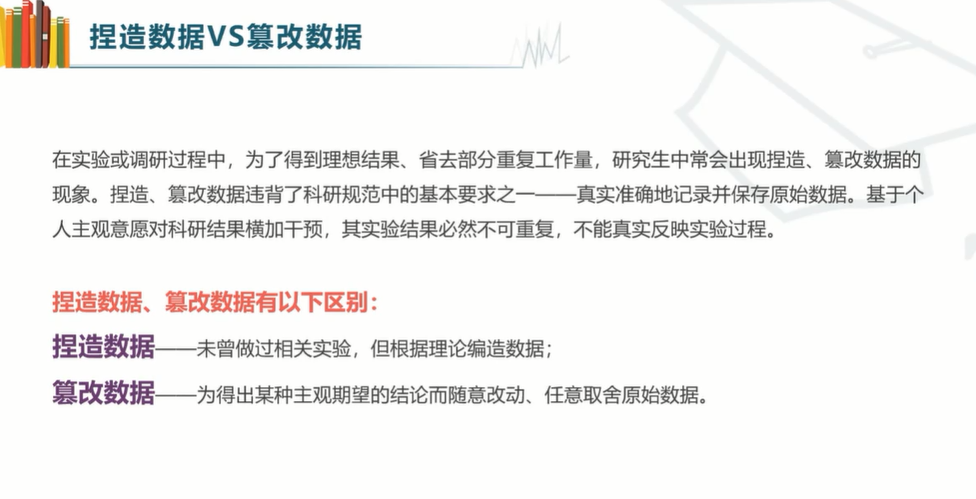 捏造数据VS篡改数据
在实验或调研过程中，为了得到理想结果、省去部分重复工作量，研究生中常会出现捏造、篡改数据的
现象。捏造、篡改数据违背了科研规范中的基本要求之一——真实准确地记录并保存原始数据。基于个
人主观意愿对科研结果横加干预，其实验结果必然不可重复，不能真实反映实验过程。
捏造数据、篡改数据有以下区别：
捏造数据——未曾做过相关实验，但根据理论编造数据；
篡改数据——为得出某种主观期望的结论而随意改动、任意取舍原始数据。